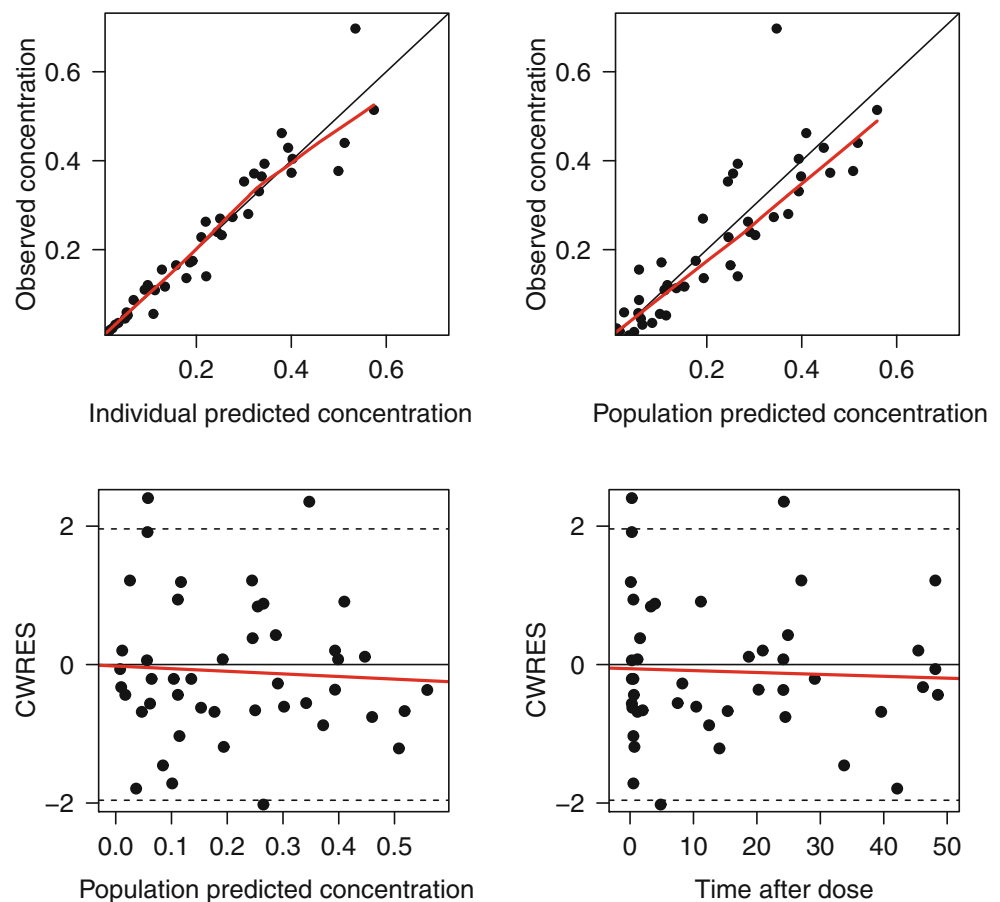 Observed concentration
0.6
0.4
0.2
0.2 0.4 0.6
Individual predicted concentration
Observed concentration
0.6
0.4
0.2
0.2 0.4 0.6
Population predicted concentration
CWRES
2
0
−2
0.0 0.1 0.2 0.3 0.4 0.5
Population predicted concentration
CWRES
2
0
−2
0 10 20 30 40 50
Time after dose